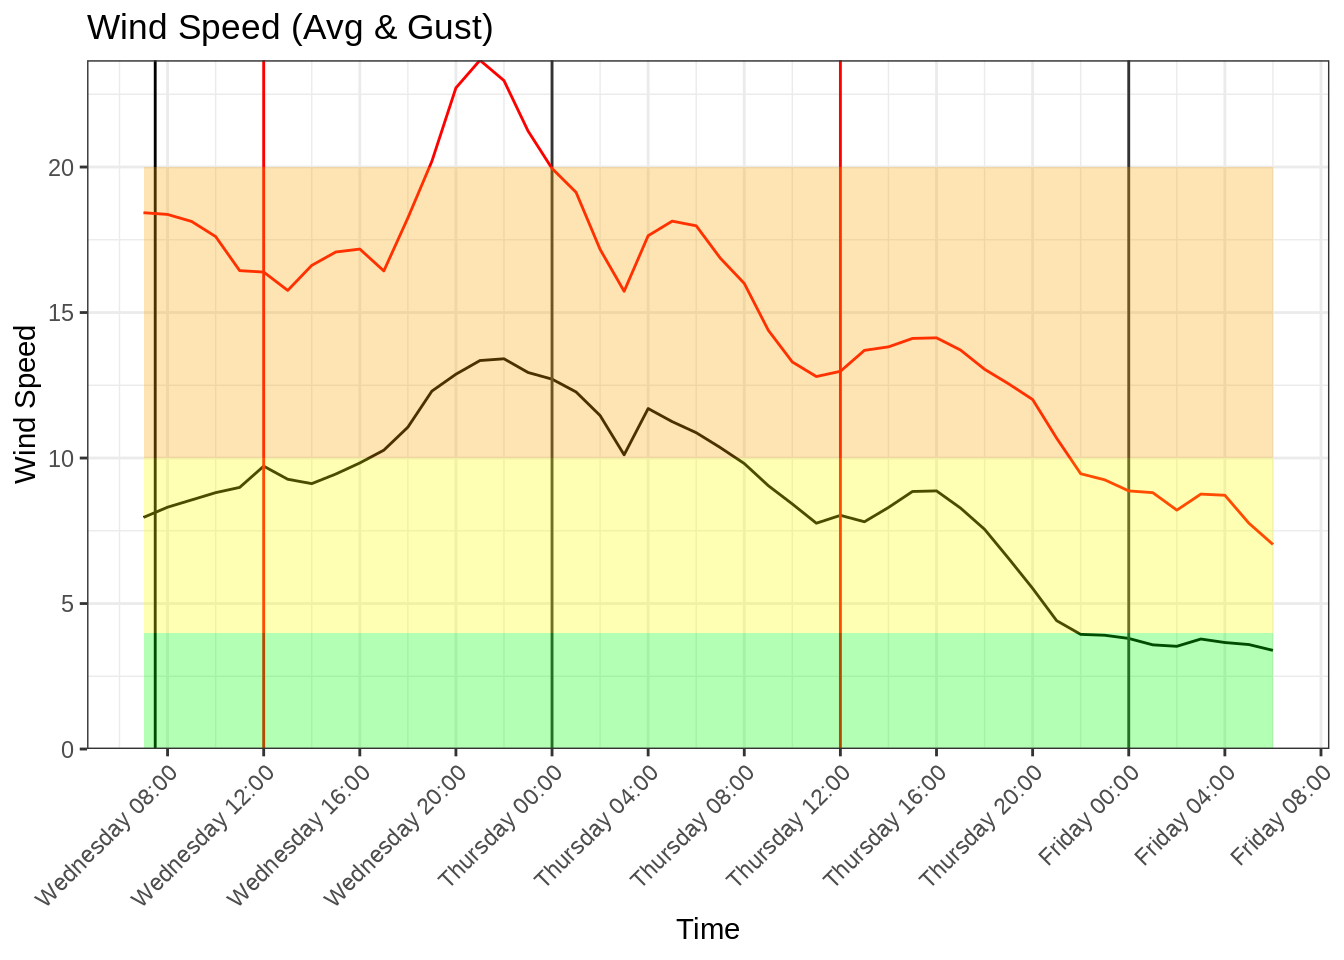 Wind Speed (Avg & Gust)
Wind Speed
20
15
10
5
0
Wednesday 08:00
Wednesday 12:00
Wednesday 16:00
Wednesday 20:00
Thursday 00:00
Thursday 04:00
Thursday 08:00
Thursday 12:00
Thursday 16:00
Thursday 20:00
Friday 00:00
Friday 04:00
Friday 08:00
Time